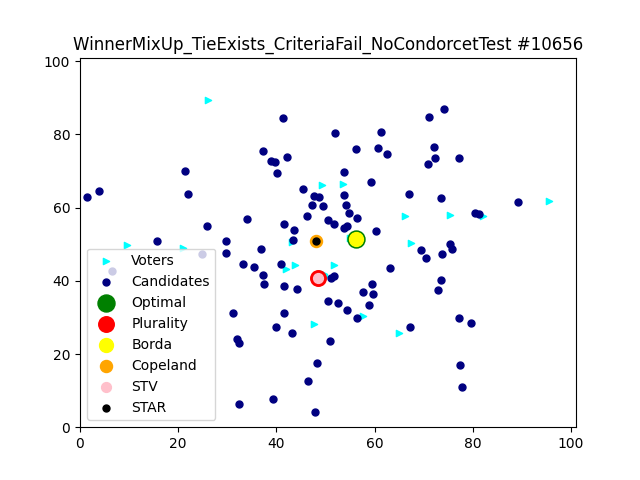 WinnerMixUp_TieExists_CriteriaFail_NoCondorcetTest #10656
100
80
60
40
20
0
0 20 40 60 80 100
Voters
Candidates
Optimal
Plurality
Borda
Copeland
STV
STAR